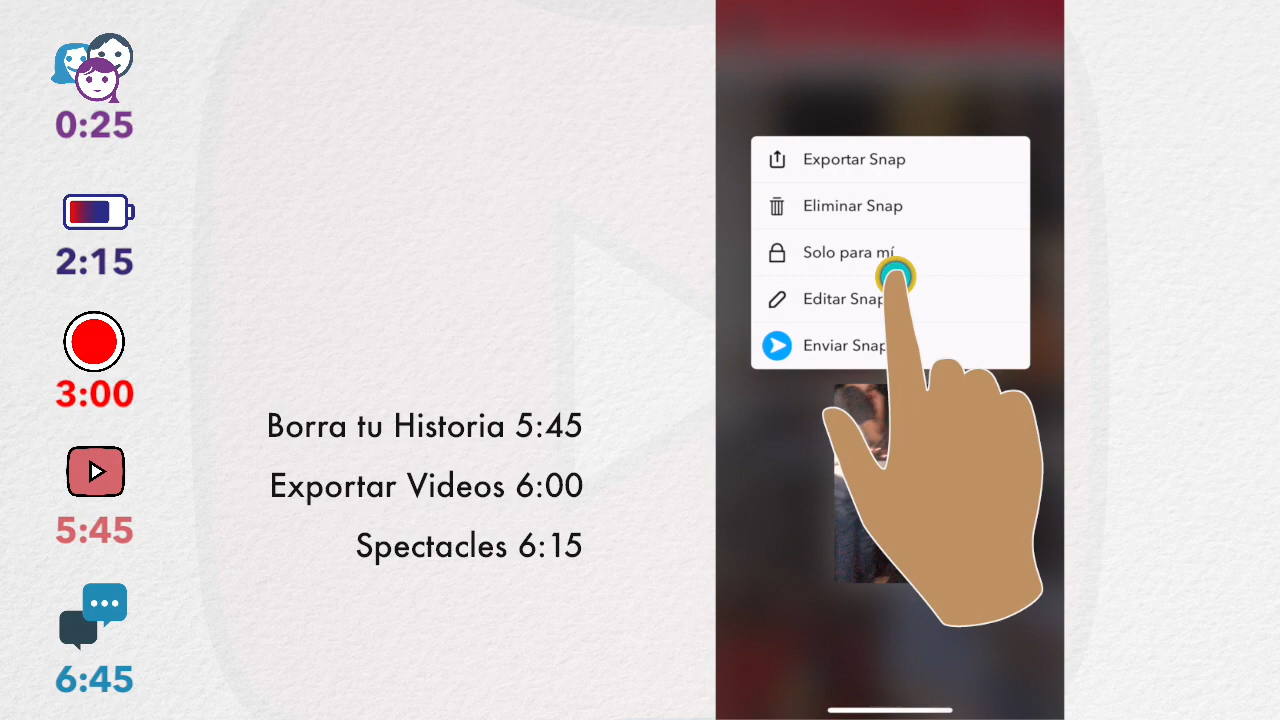 0:25
2:15
3:00
5:45
6:45
Borra tu Historia 5:45
Exportar Videos 6:00
Spectacles 6:15
Exportar Snap
Eliminar Snap
Solo para mí
Editar Snap
Enviar Snap